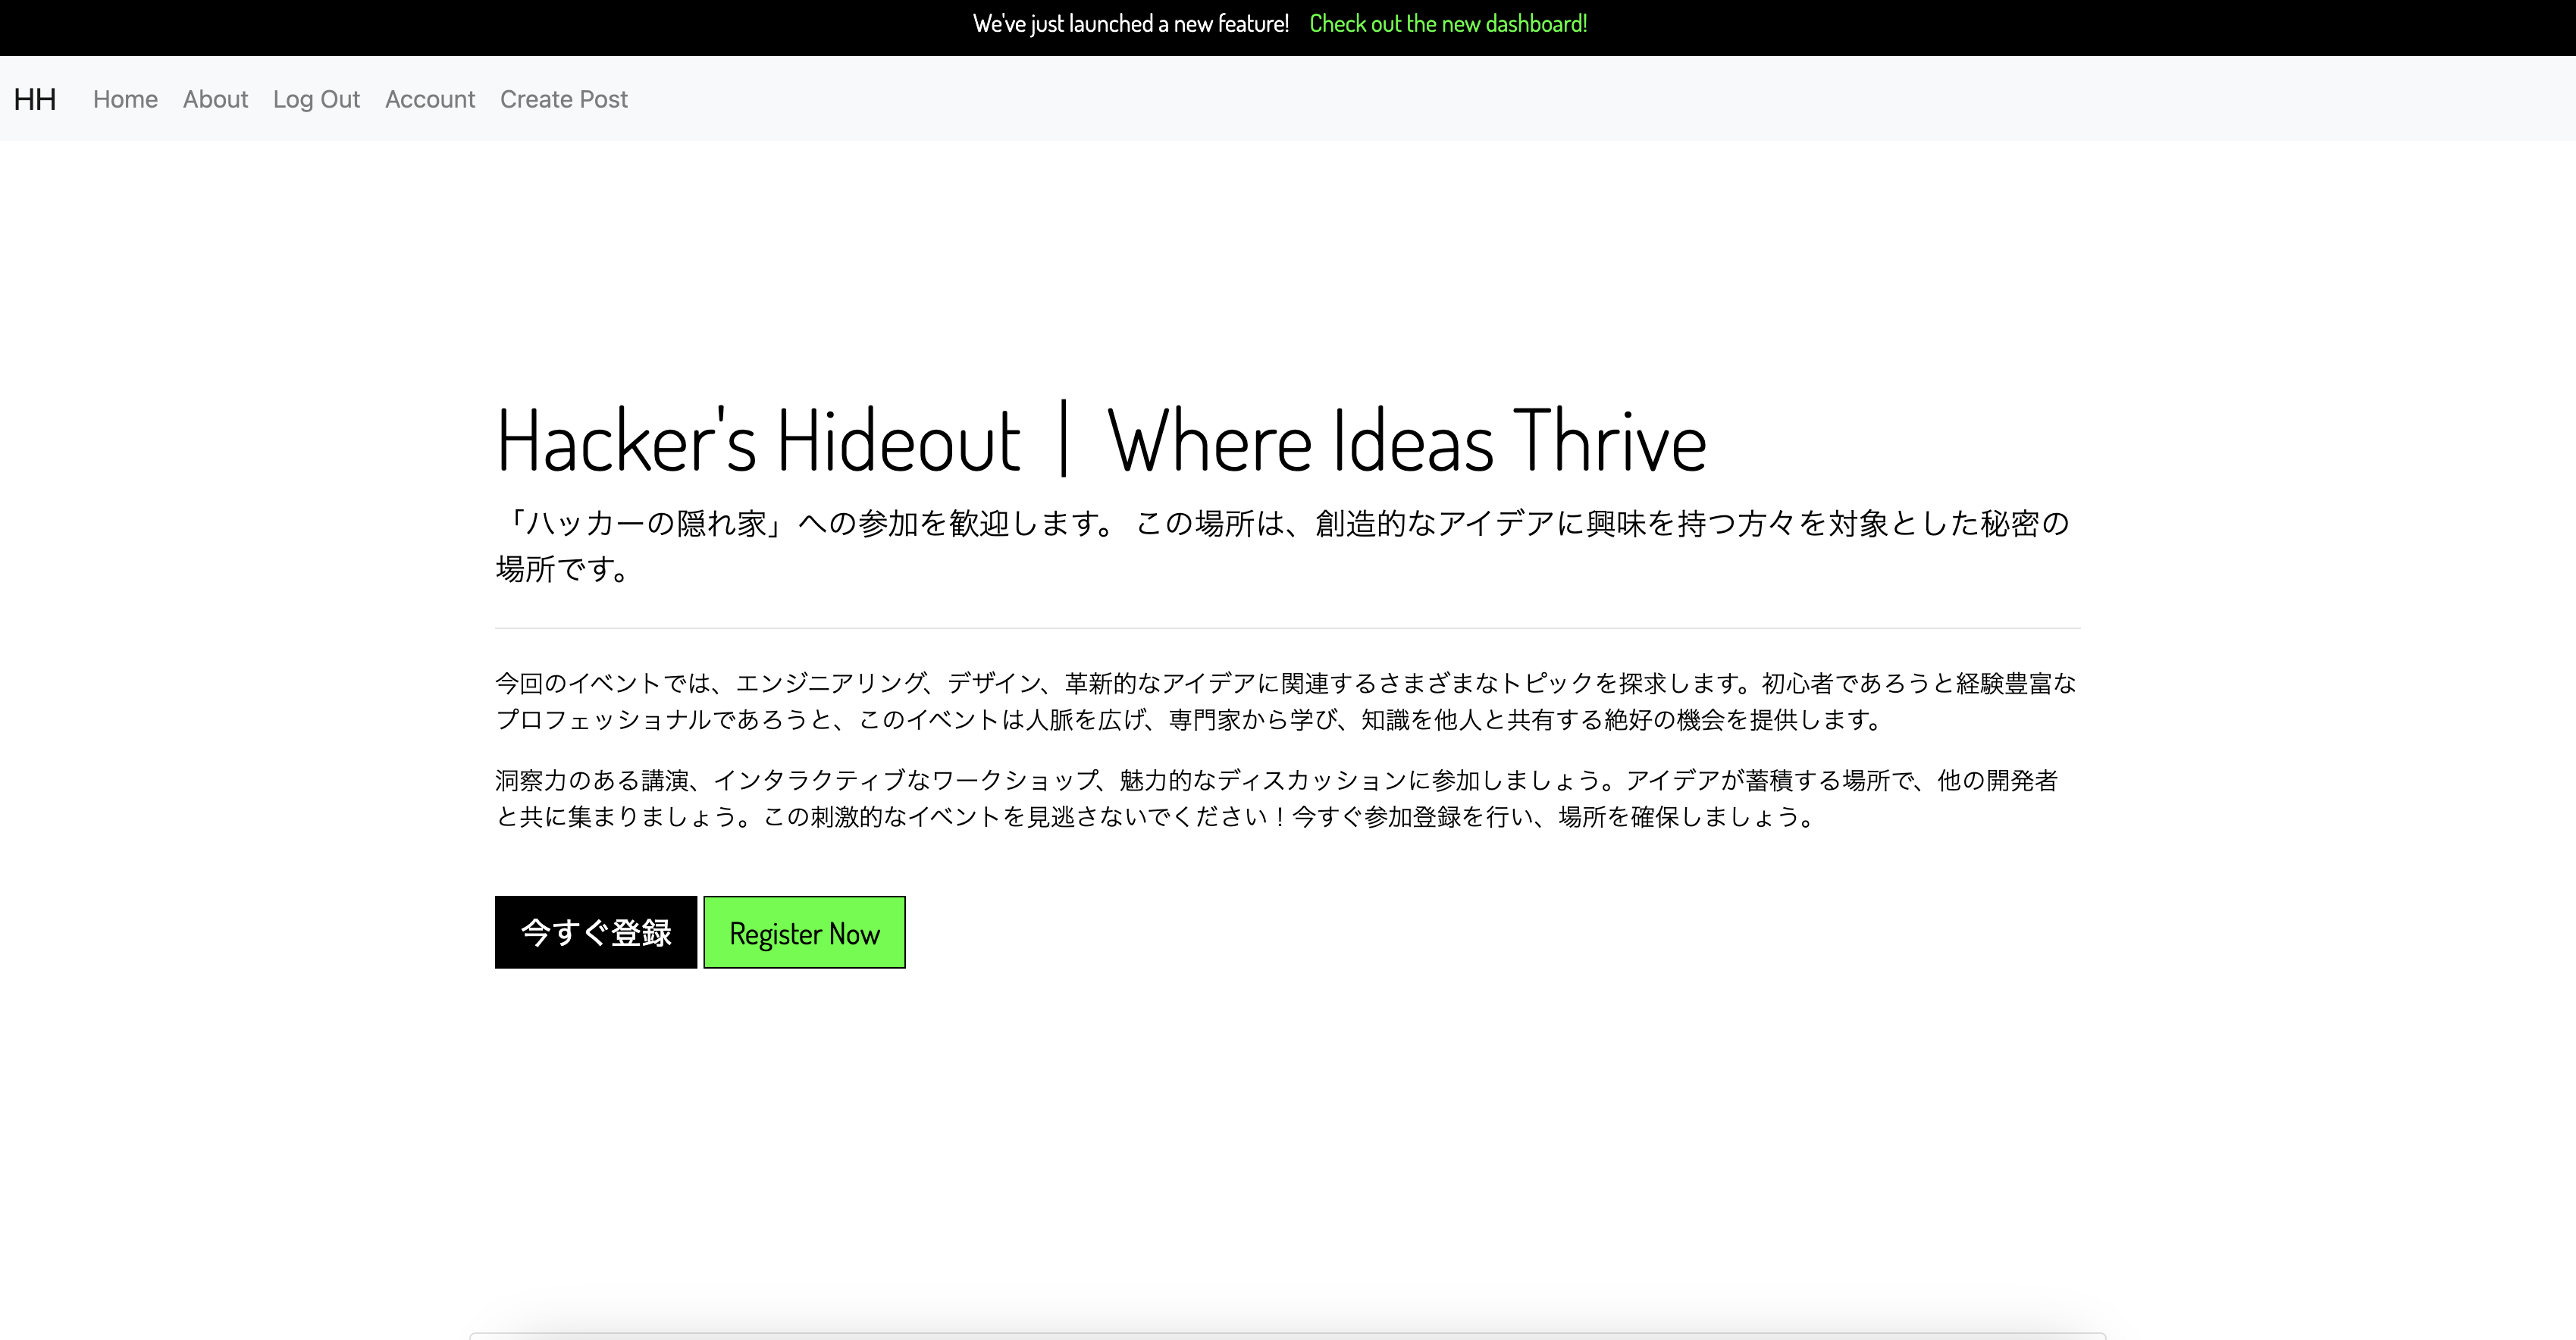 We've just launched a new feature! Check out the new dashboard!
HH Home About Log Out Account Create Post
Hacker's Hideout | Where Ideas Thrive
「ハッカーの隠れ家」への参加を歓迎します。 この場所は、創造的なアイデアに興味を持つ方々を対象とした秘密の
場所です。
今回のイベントでは、エンジニアリング、デザイン、革新的なアイデアに関連するさまざまなトピックを探求します。初心者であろうと経験豊富な
プロフェッショナルであろうと、このイベントは人脈を広げ、専門家から学び、知識を他人と共有する絶好の機会を提供します。
洞察力のある講演、インタラクティブなワークショップ、魅力的なディスカッションに参加しましょう。アイデアが蓄積する場所で、他の開発者
と共に集まりましょう。この刺激的なイベントを見逃さないでください！今すぐ参加登録を行い、場所を確保しましょう。
今すぐ登録 Register Now